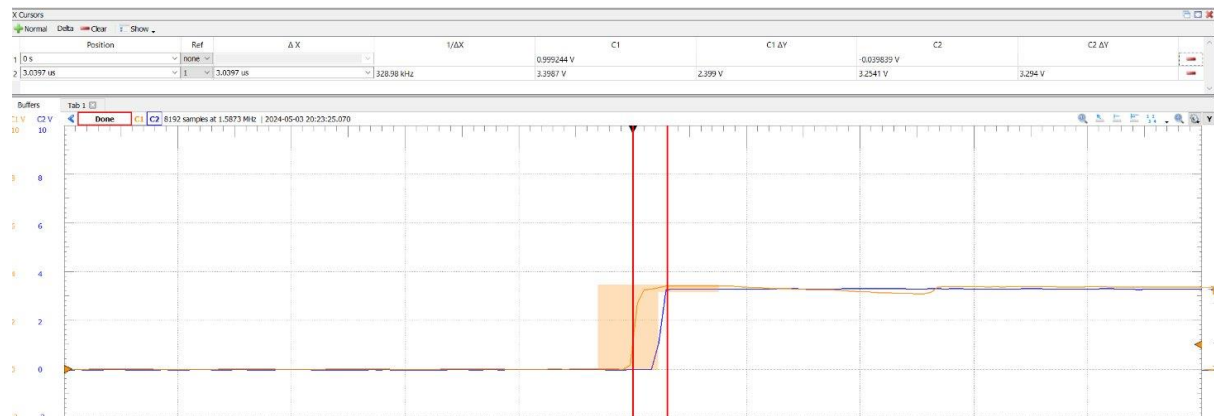 X Cursors
Normal Delta Clear Show
Position Ref Δ X 1/ΔX C1 C1 ΔY C2 C2 ΔY
1 0 s none 0.999244 V -0.039839 V
2 3.0397 us 1 3.0397 us 328.98 kHz 3.3987 V 2.399 V 3.2541 V 3.294 V
Buffers Tab 1
C1 V C2 V Done C1 C2 8192 samples at 1.5873 MHz | 2024-05-03 20:23:25.070 Y
10 10
8
6
4
2
0